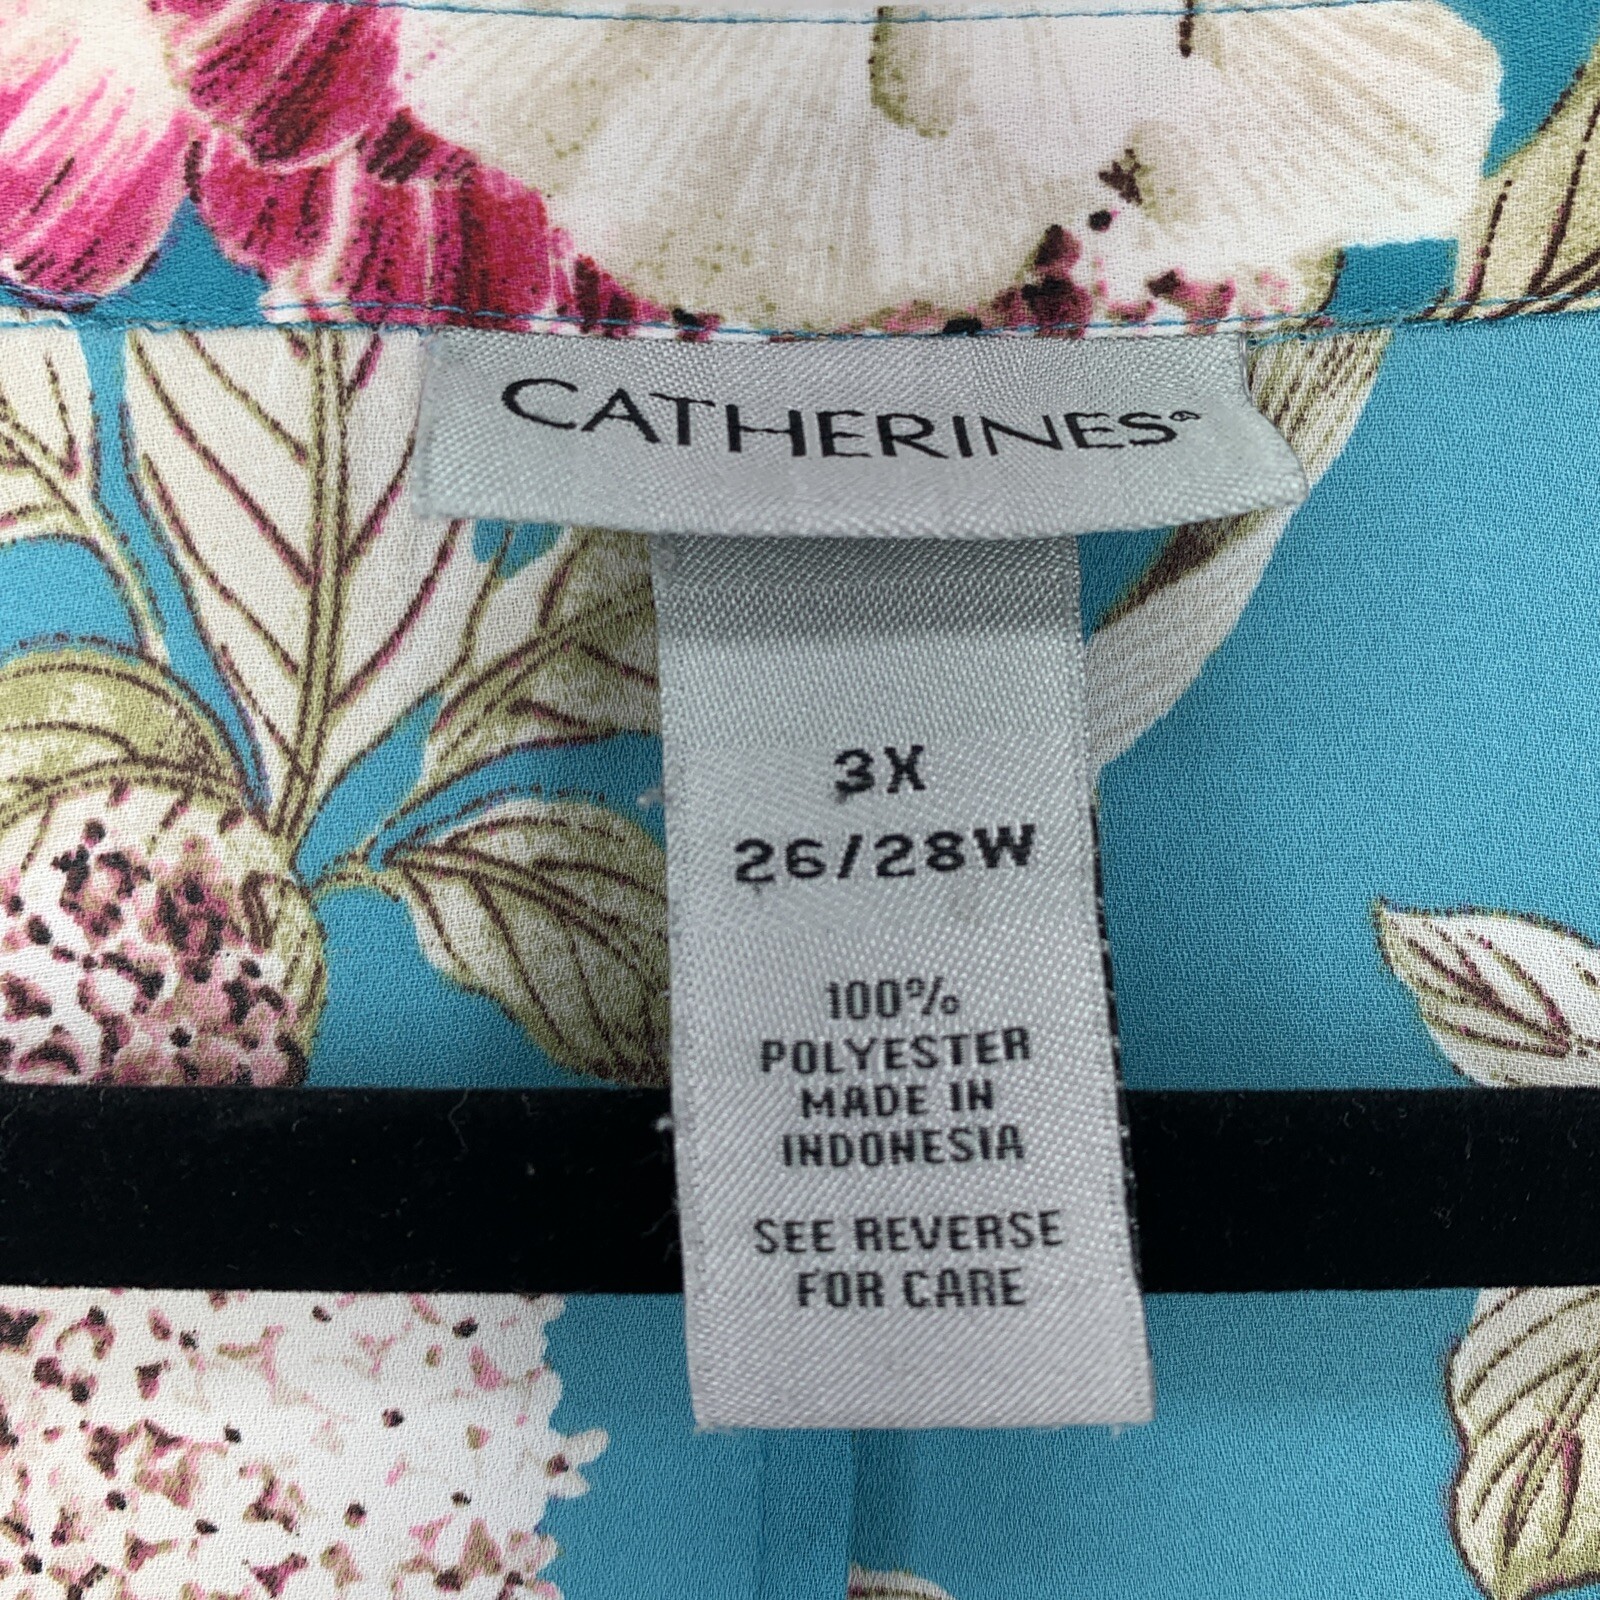 CATHERINES®
3X
26/28W
100%
POLYESTER
MADE IN
INDONESIA
SEE REVERSE
FOR CARE